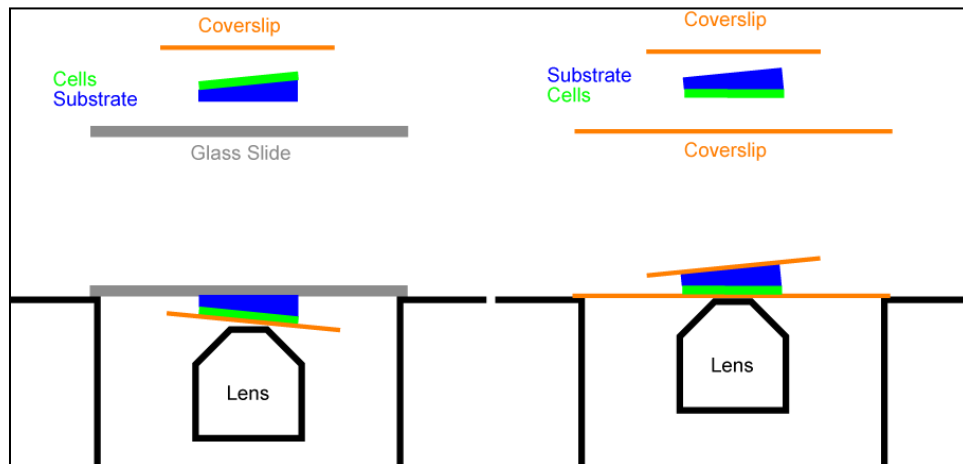 Coverslip
Cells
Substrate
Glass Slide
Lens
Coverslip
Substrate
Cells
Coverslip
Lens